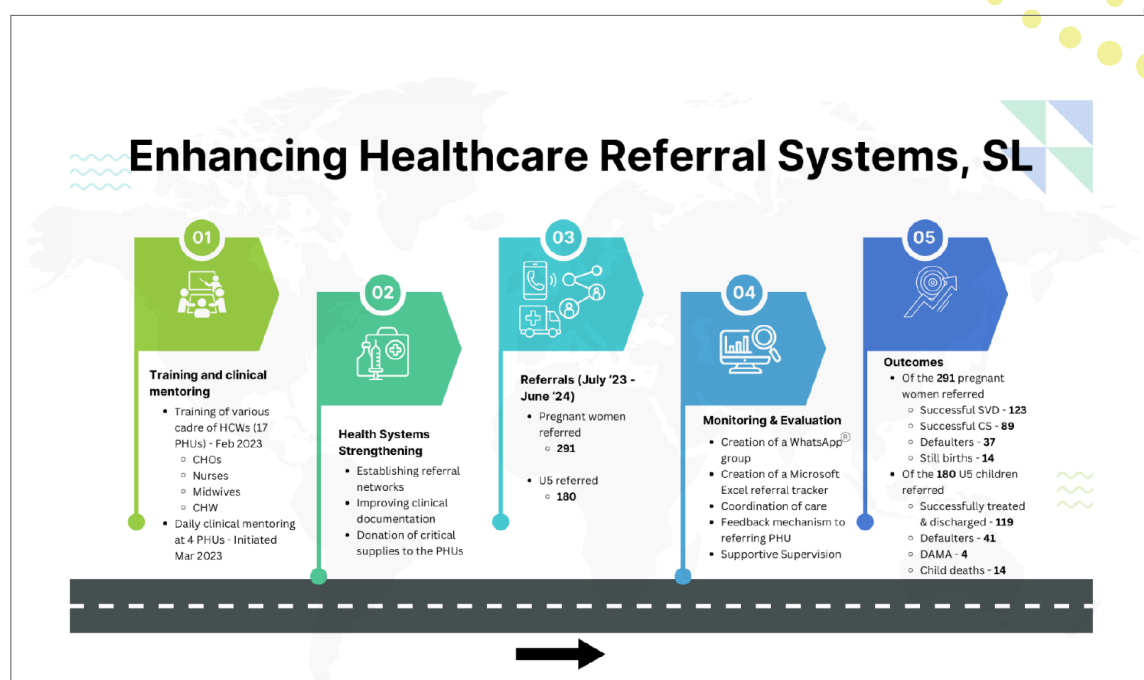 Enhancing Healthcare Referral Systems, SL
01
Training and clinical
mentoring
• Training of various
cadre of HCWs (17
PHUs) - Feb 2023
○ CHOs
○ Nurses
○ Midwives
○ CHW
• Daily clinical mentoring
at 4 PHUs - Initiated
Mar 2023
02
Health Systems
Strengthening
• Establishing referral
networks
• Improving clinical
documentation
• Donation of critical
supplies to the PHUs
03
Referrals (July '23 -
June '24)
• Pregnant women
referred
○ 291
• U5 referred
○ 180
04
Monitoring & Evaluation
• Creation of a WhatsApp®
group
• Creation of a Microsoft
Excel referral tracker
• Coordination of care
• Feedback mechanism to
referring PHU
• Supportive Supervision
05
Outcomes
• Of the 291 pregnant
women referred
○ Successful SVD - 123
○ Successful CS - 89
○ Defaulters - 37
○ Still births - 14
• Of the 180 U5 children
referred
○ Successfully treated
& discharged - 119
○ Defaulters - 41
○ DAMA - 4
○ Child deaths - 14